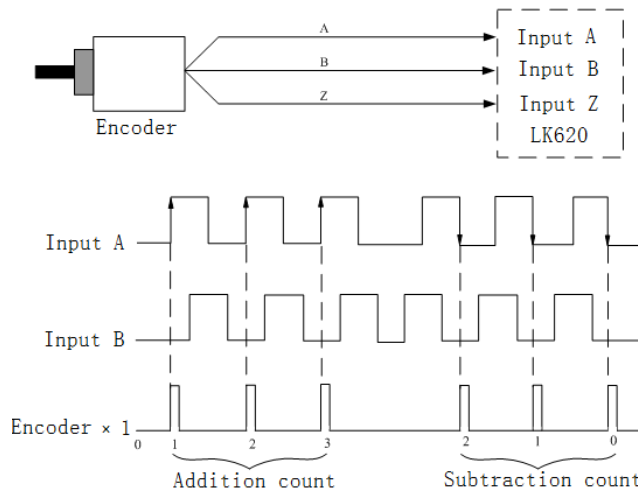 A
Input A
B
Input B
Z
Input Z
Encoder
LK620
Input A
Input B
Encoder × 1
0 1 2 3 2 1 0
Addition count
Subtraction count